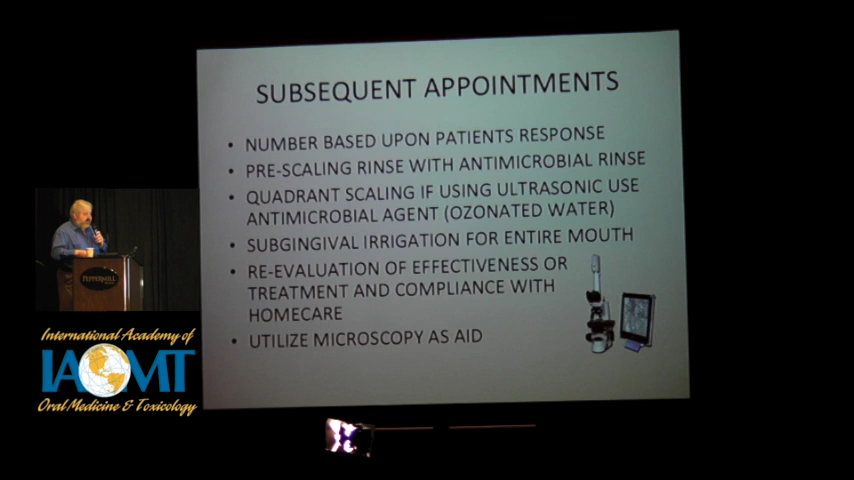 SUBSEQUENT APPOINTMENTS
• NUMBER BASED UPON PATIENTS RESPONSE
• PRE-SCALING RINSE WITH ANTIMICROBIAL RINSE
• QUADRANT SCALING IF USING ULTRASONIC USE
ANTIMICROBIAL AGENT (OZONATED WATER)
• SUBGINGIVAL IRRIGATION FOR ENTIRE MOUTH
• RE-EVALUATION OF EFFECTIVENESS OR
TREATMENT AND COMPLIANCE WITH
HOMECARE
• UTILIZE MICROSCOPY AS AID
PEPPERMILL
International Academy of
IAOMT
Oral Medicine & Toxicology